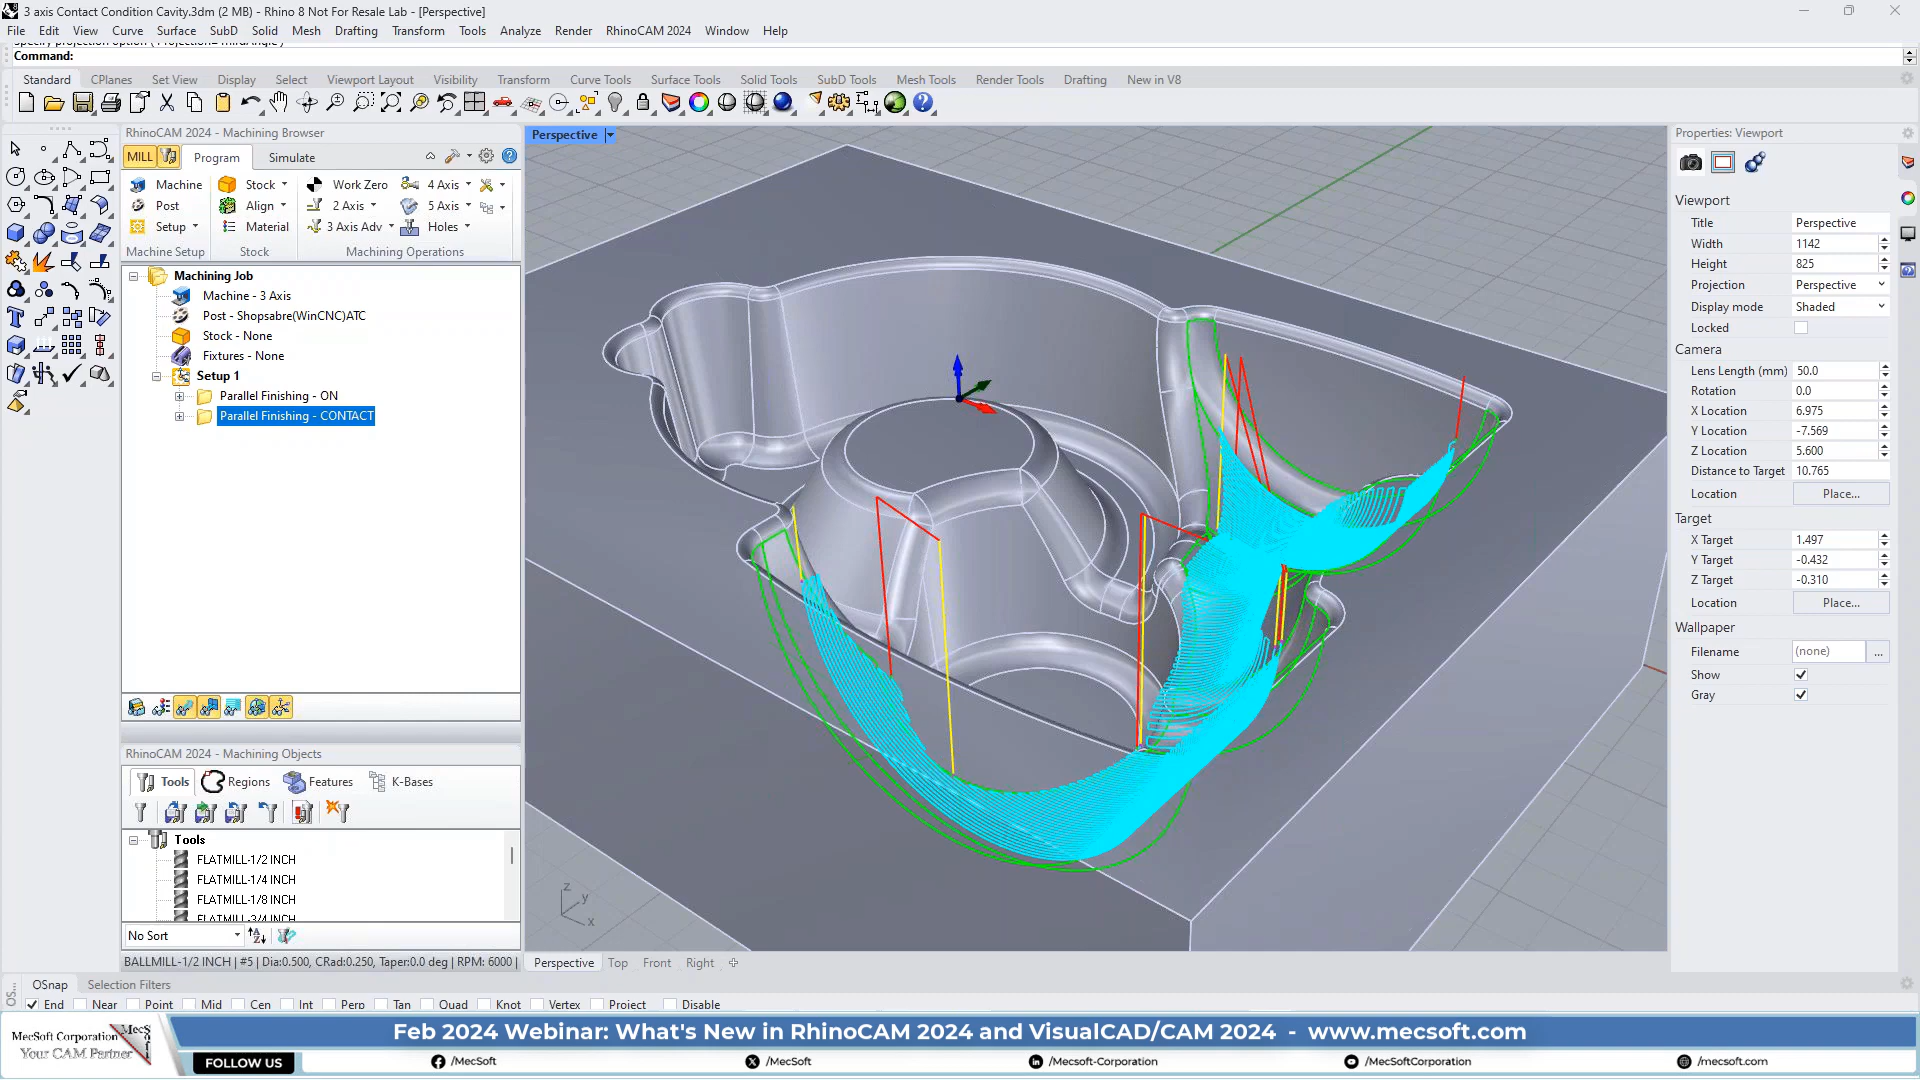 3 axis Contact Condition Cavity.3dm (2 MB) - Rhino 8 Not For Resale Lab - [Perspective]
File Edit View Curve Surface SubD Solid Mesh Drafting Transform Tools Analyze Render RhinoCAM 2024 Window Help
Command:
Standard CPlanes Set View Display Select Viewport Layout Visibility Transform Curve Tools Surface Tools Solid Tools SubD Tools Mesh Tools Render Tools Drafting New in V8
RhinoCAM 2024 - Machining Browser
MILL Program Simulate
Machine Stock Work Zero 4 Axis
Post Align 2 Axis 5 Axis
Setup Material 3 Axis Adv Holes
Machine Setup Stock Machining Operations
Machining Job
Machine - 3 Axis
Post - Shopsabre(WinCNC)ATC
Stock - None
Fixtures - None
Setup 1
Parallel Finishing - ON
Parallel Finishing - CONTACT
RhinoCAM 2024 - Machining Objects
Tools Regions Features K-Bases
Tools
FLATMILL-1/2 INCH
FLATMILL-1/4 INCH
FLATMILL-1/8 INCH
FLATMILL-3/4 INCH
No Sort
BALLMILL-1/2 INCH | #5 | Dia:0.500, CRad:0.250, Taper:0.0 deg | RPM: 6000 |
Perspective
z
y
x
Perspective Top Front Right
Properties: Viewport
Viewport
Title Perspective
Width 1142
Height 825
Projection Perspective
Display mode Shaded
Locked
Camera
Lens Length (mm) 50.0
Rotation 0.0
X Location 6.975
Y Location -7.569
Z Location 5.600
Distance to Target 10.765
Location Place...
Target
X Target 1.497
Y Target -0.432
Z Target -0.310
Location Place...
Wallpaper
Filename (none) ...
Show
Gray
OSnap Selection Filters
End Near Point Mid Cen Int Perp Tan Quad Knot Vertex Project Disable
MecSoft Corporation
Your CAM Partner
MecS
soft
Feb 2024 Webinar: What's New in RhinoCAM 2024 and VisualCAD/CAM 2024 - www.mecsoft.com
FOLLOW US /MecSoft /MecSoft /Mecsoft-Corporation /MecSoftCorporation /mecsoft.com